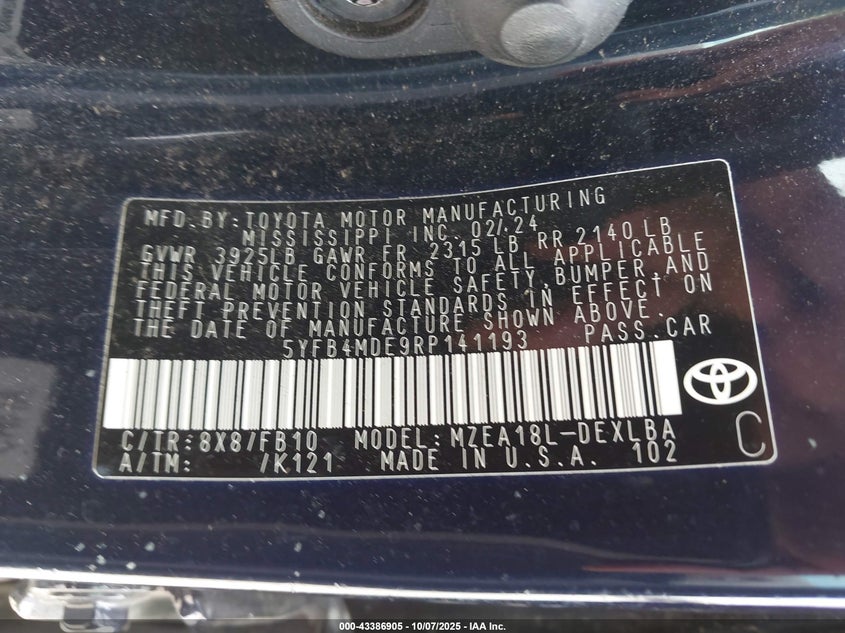 MFD. BY: TOYOTA MOTOR MANUFACTURING
MISSISSIPPI INC. 02/24
GVWR 3925LB GAWR FR 2315 LB RR 2140 LB
THIS VEHICLE CONFORMS TO ALL APPLICABLE
FEDERAL MOTOR VEHICLE SAFETY, BUMPER, AND
THEFT PREVENTION STANDARDS IN EFFECT ON
THE DATE OF MANUFACTURE SHOWN ABOVE.
5YFB4MDE9RP141193 PASS. CAR
C/TR: 8X8/FB10 MODEL: MZEA18L-DEXLBA
A/TM: /K121 MADE IN U.S.A. 102
C
000-43386905 - 10/07/2025 - IAA Inc.